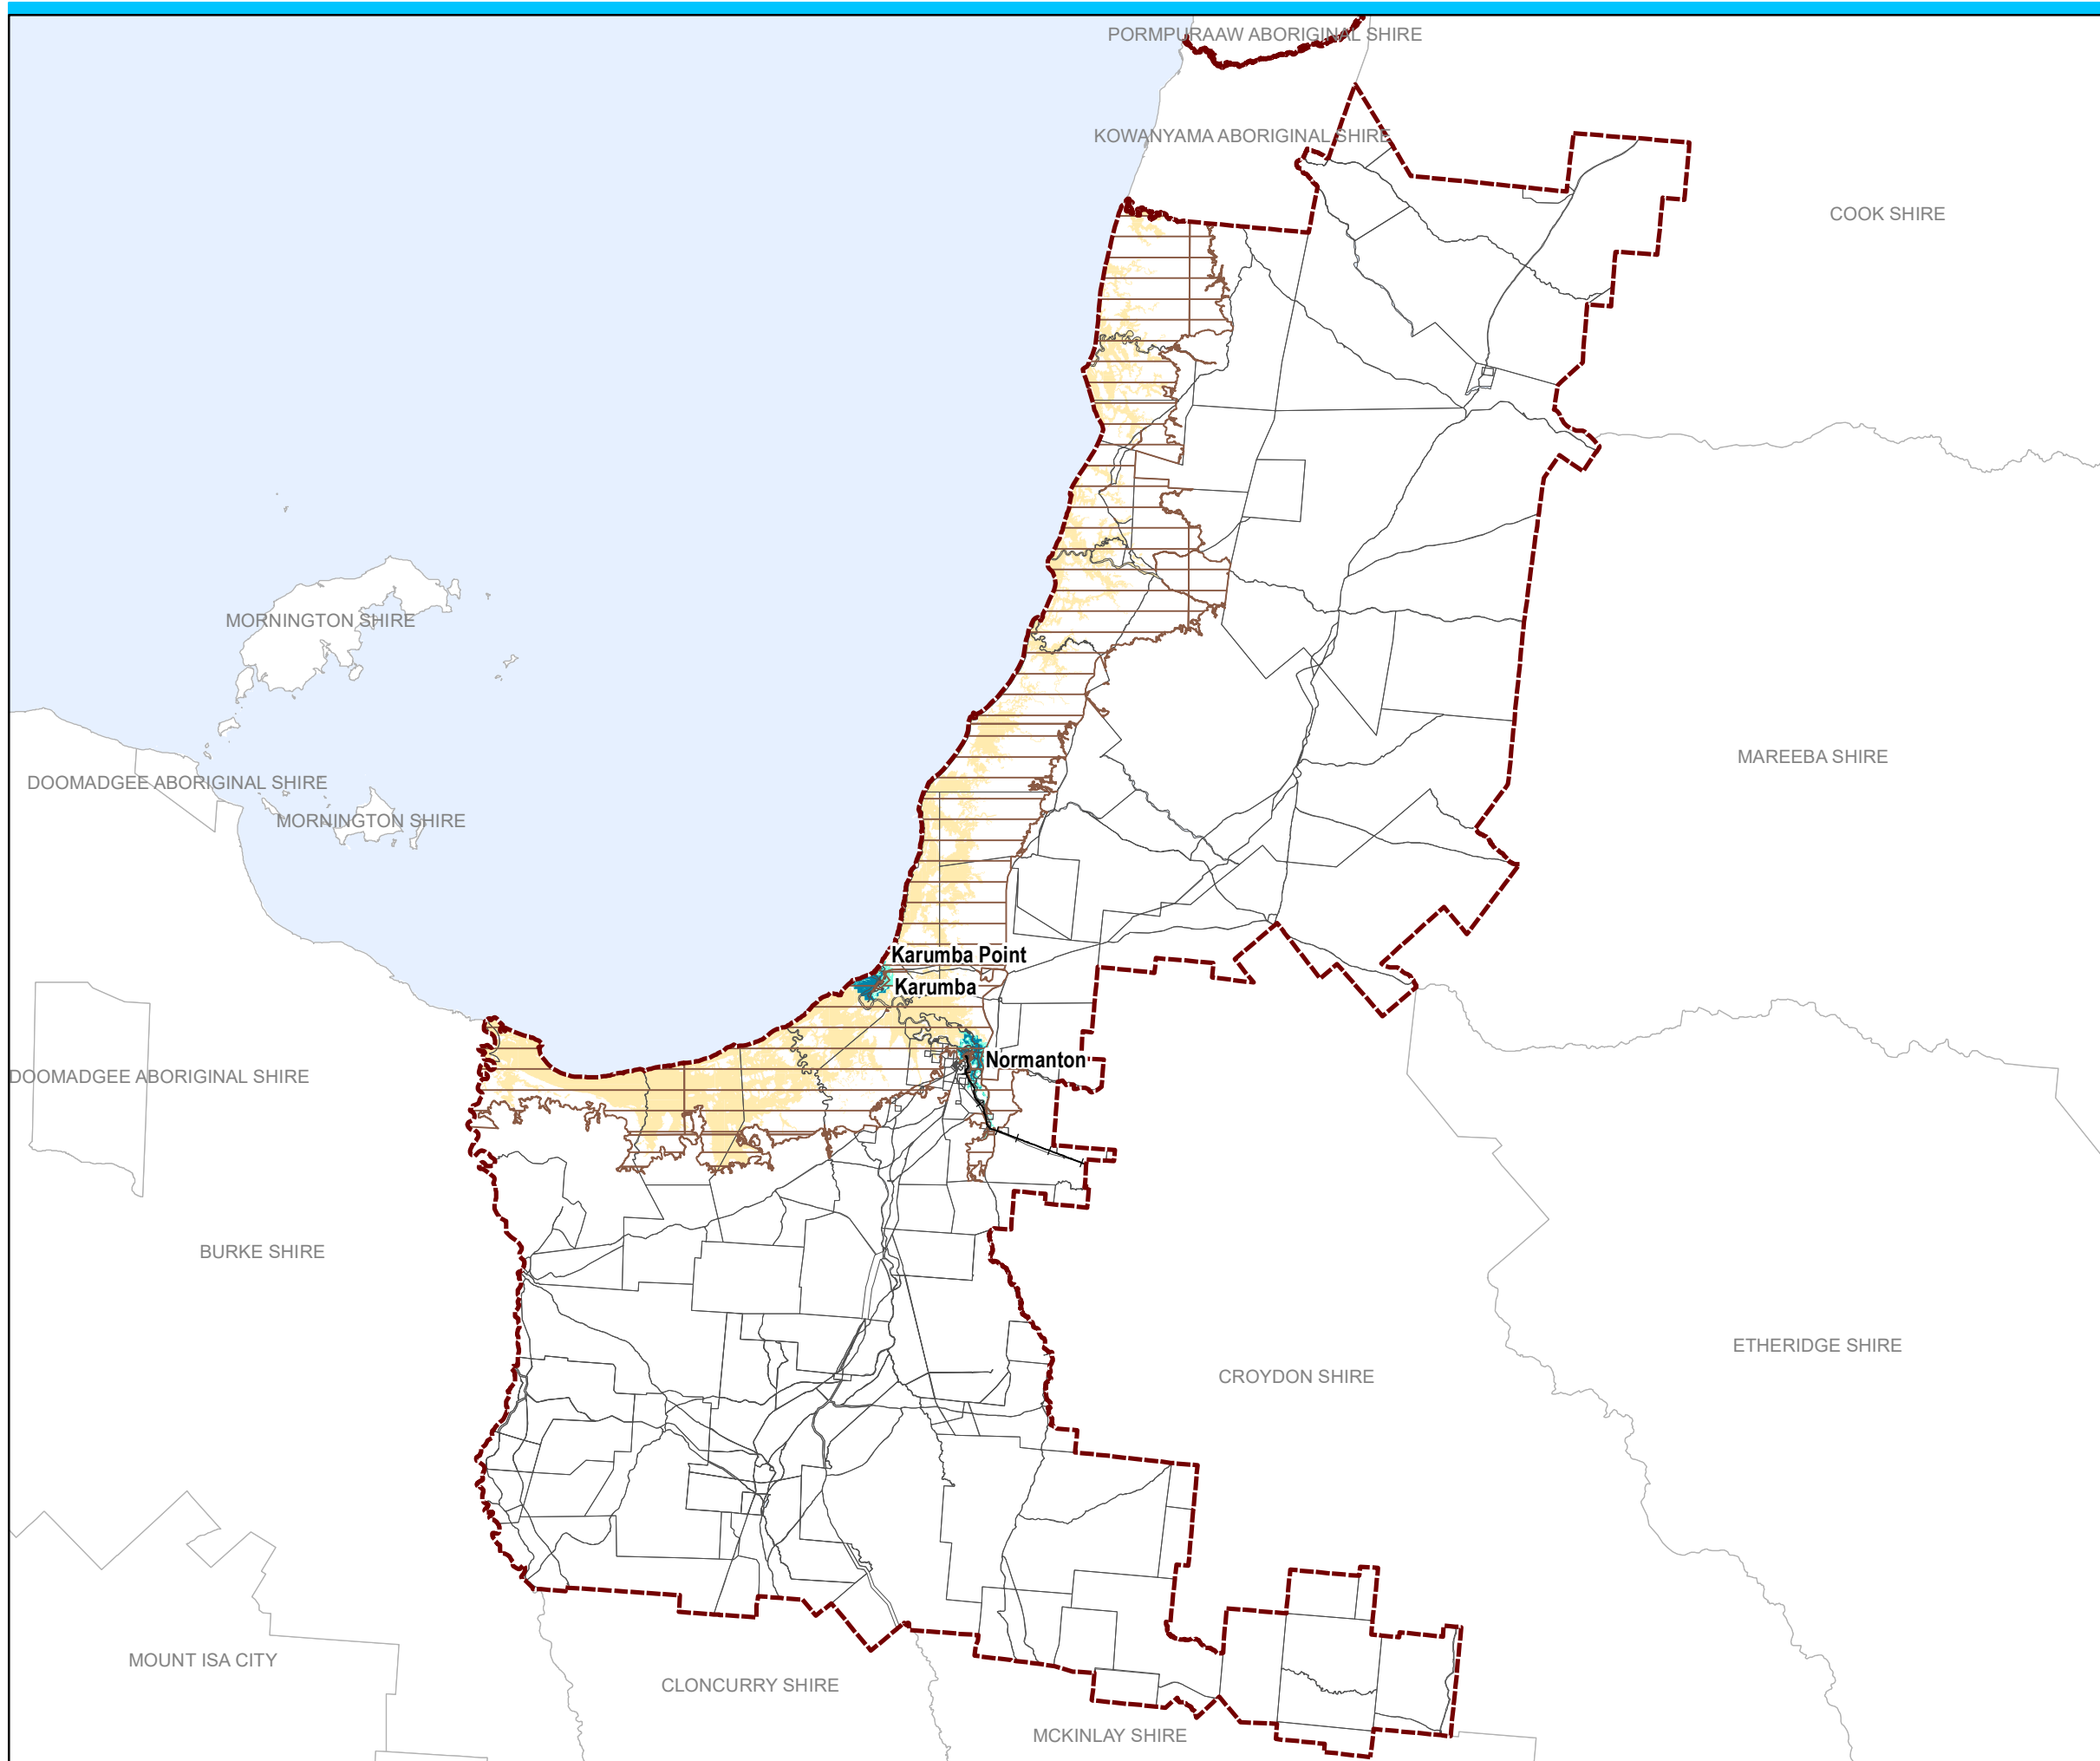 PORMPURAAW ABORIGINAL SHIRE
KOWANYAMA ABORIGINAL SHIRE
COOK SHIRE
MORNINGTON SHIRE
MAREEBA SHIRE
DOOMADGEE ABORIGINAL SHIRE
MORNINGTON SHIRE
Karumba Point
Karumba
Normanton
DOOMADGEE ABORIGINAL SHIRE
BURKE SHIRE
ETHERIDGE SHIRE
CROYDON SHIRE
MOUNT ISA CITY
CLONCURRY SHIRE
MCKINLAY SHIRE